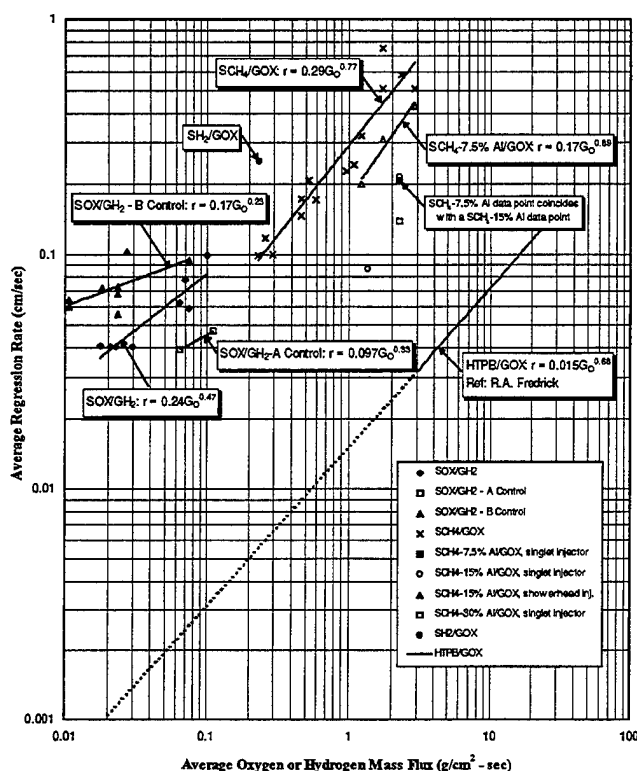 1
SCH₄/GOX: r = 0.29G₀^0.77
SH₂/GOX
SCH₄-7.5% Al/GOX: r = 0.17G₀^0.89
SOX/GH₂ - B Control: r = 0.17G₀^0.23
SCH₄-7.5% Al data point coincides
with a SCH₄-15% Al data point
0.1
Average Regression Rate (cm/sec)
SOX/GH₂-A Control: r = 0.097G₀^0.33
HTPB/GOX: r = 0.015G₀^0.68
Ref: R.A. Fredrick
SOX/GH₂: r = 0.24G₀^0.47
0.01
SOX/GH2
SOX/GH2 - A Control
SOX/GH2 - B Control
SCH4/GOX
SCH4-7.5% Al/GOX, singlet injector
SCH4-15% Al/GOX, singlet injector
SCH4-15% Al/GOX, showerhead inj.
SCH4-30% Al/GOX, singlet injector
SH2/GOX
HTPB/GOX
0.001
0.01 0.1 1 10 100
Average Oxygen or Hydrogen Mass Flux (g/cm² - sec)